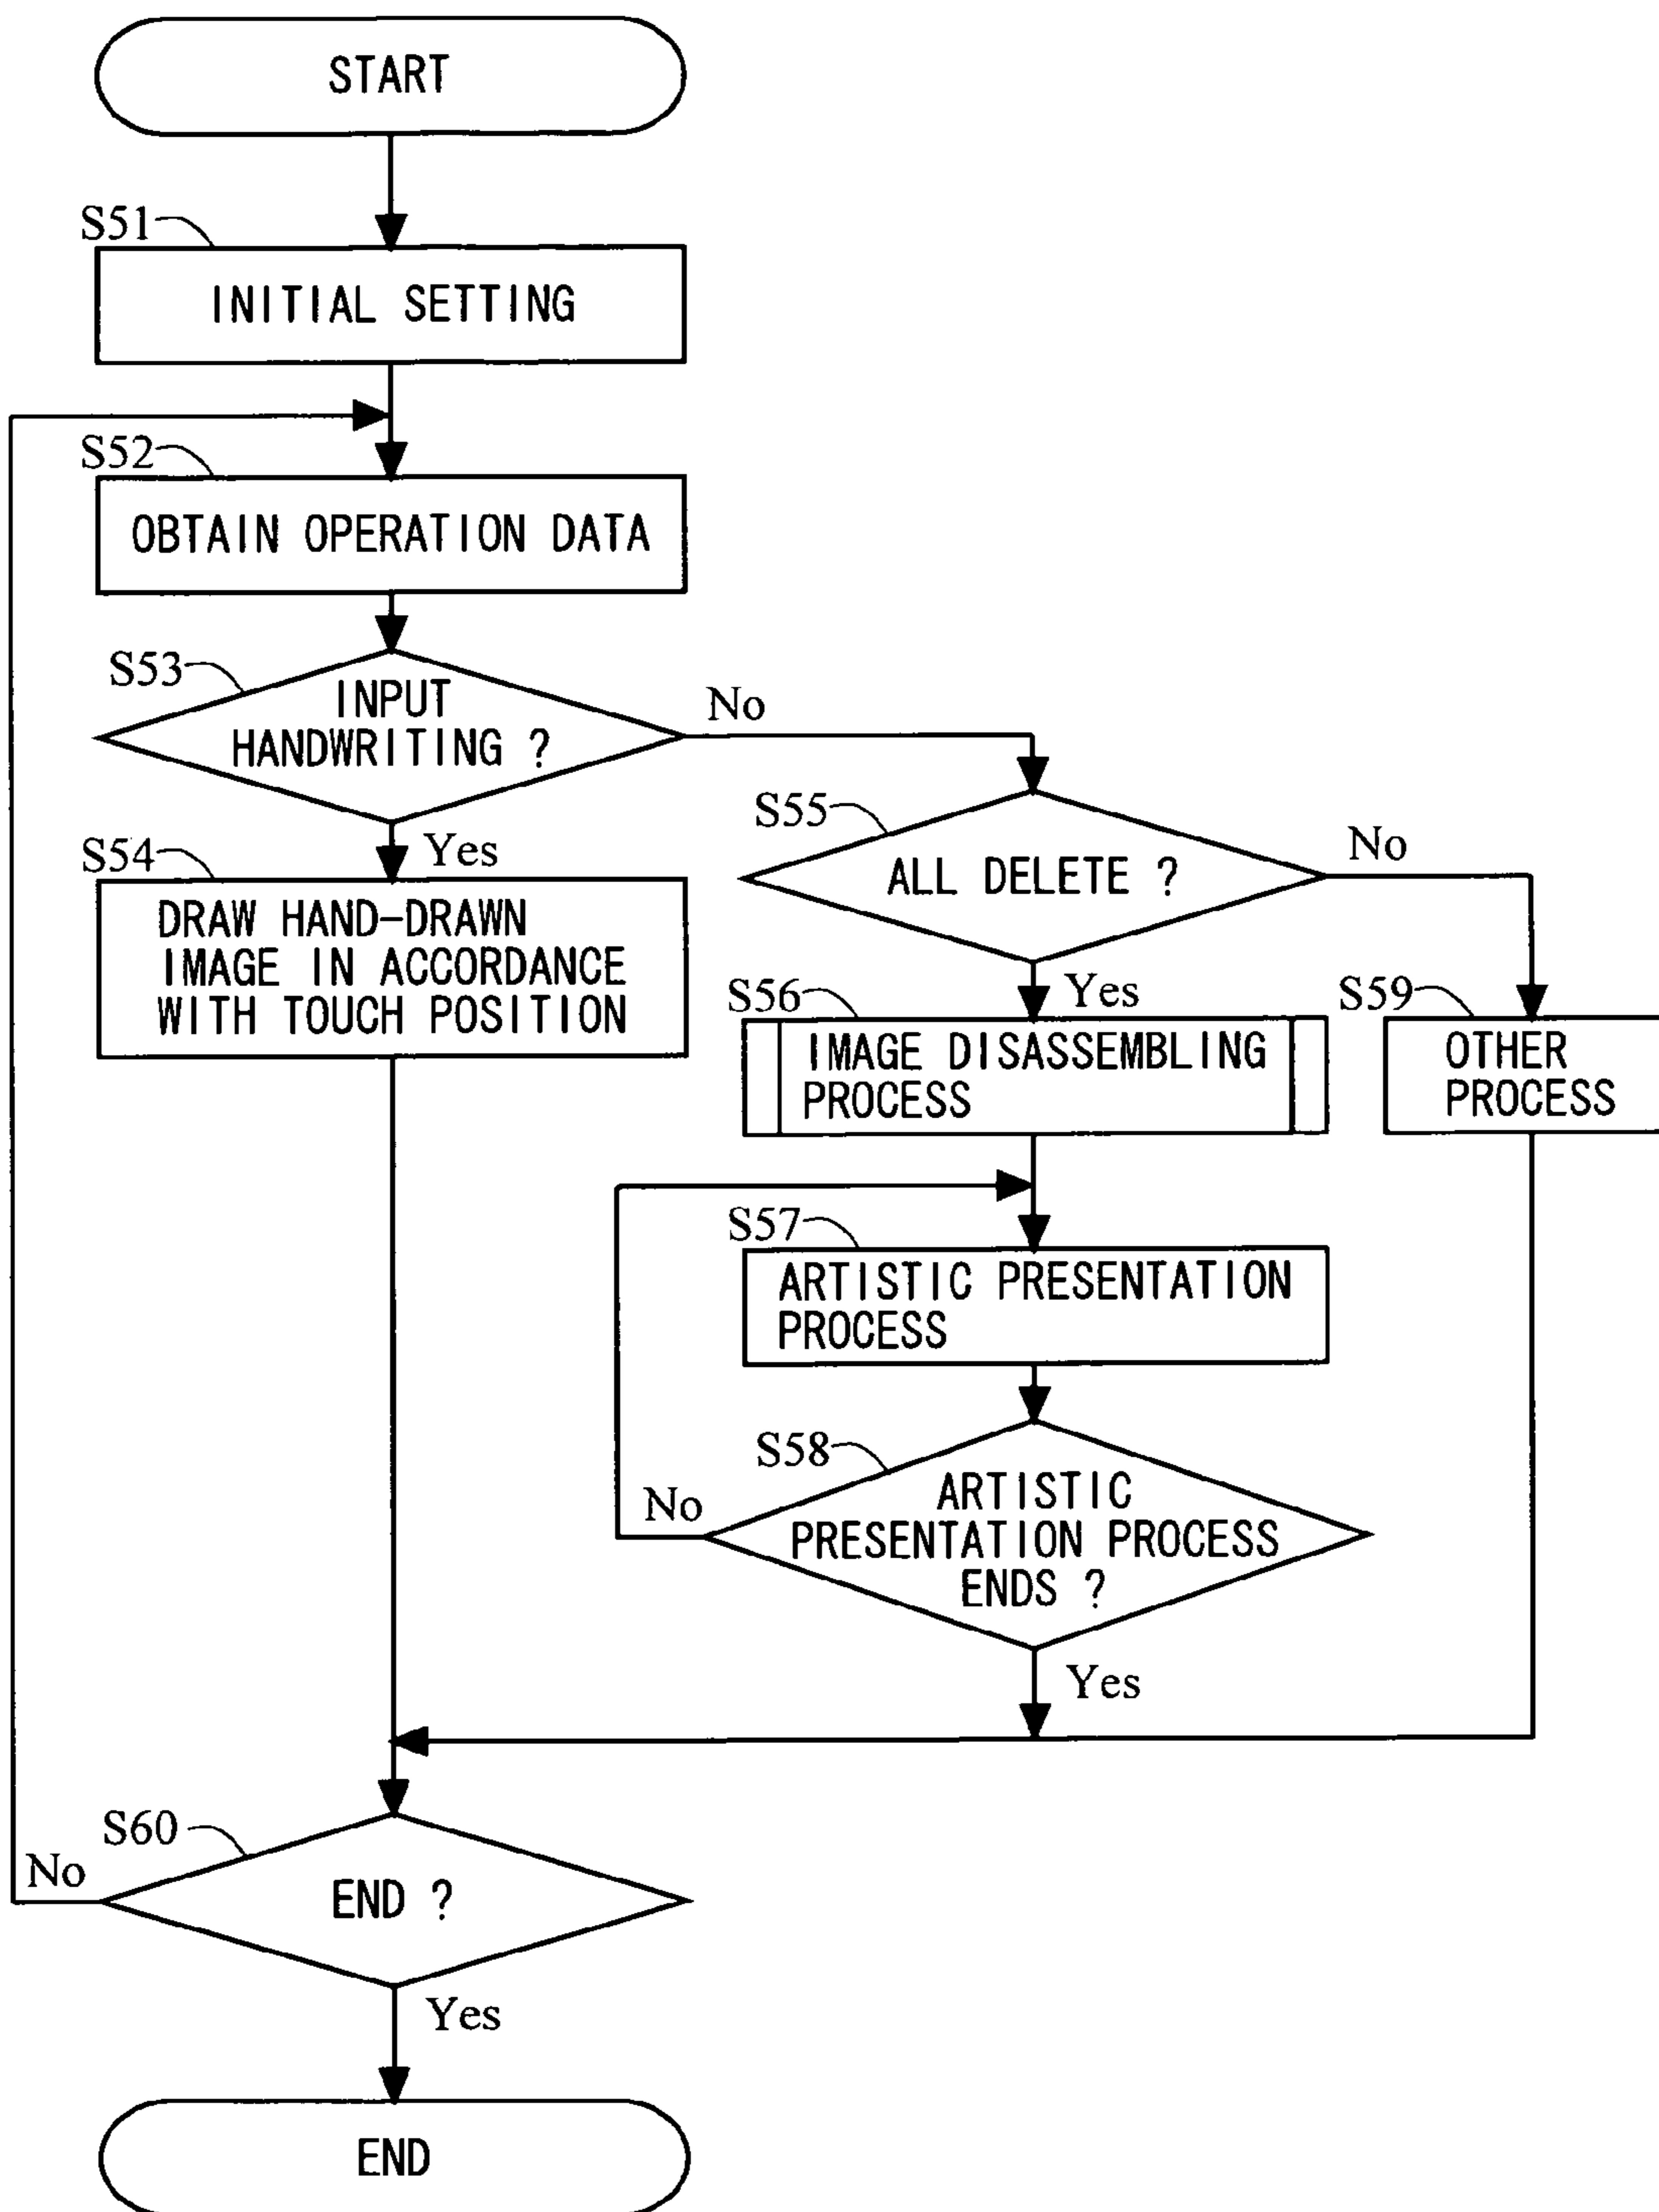 START
S51
INITIAL SETTING
S52
OBTAIN OPERATION DATA
S53
INPUT
HANDWRITING ?
No
Yes
S54
DRAW HAND-DRAWN
IMAGE IN ACCORDANCE
WITH TOUCH POSITION
S55
ALL DELETE ?
No
Yes
S56
IMAGE DISASSEMBLING
PROCESS
S59
OTHER
PROCESS
S57
ARTISTIC PRESENTATION
PROCESS
S58
ARTISTIC
PRESENTATION PROCESS
ENDS ?
No
Yes
S60
END ?
No
Yes
END